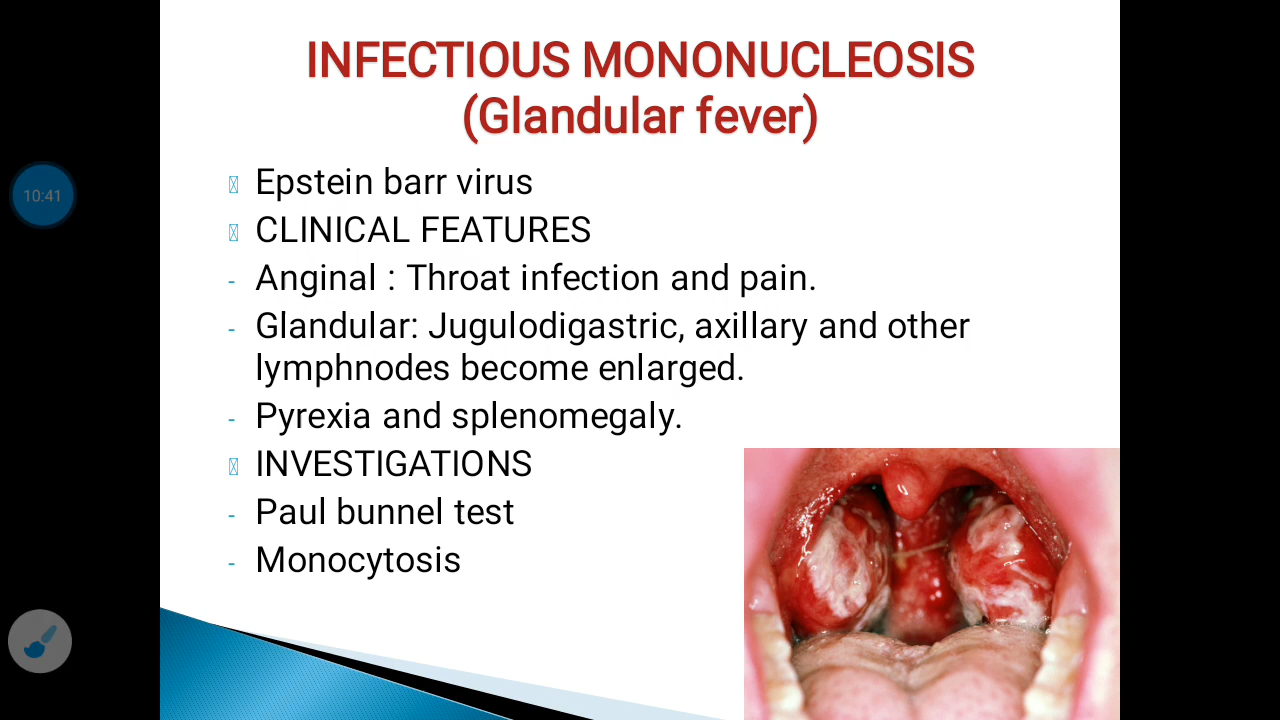 INFECTIOUS MONONUCLEOSIS
(Glandular fever)
Epstein barr virus
CLINICAL FEATURES
- Anginal : Throat infection and pain.
- Glandular: Jugulodigastric, axillary and other
lymphnodes become enlarged.
- Pyrexia and splenomegaly.
INVESTIGATIONS
- Paul bunnel test
- Monocytosis
10:41